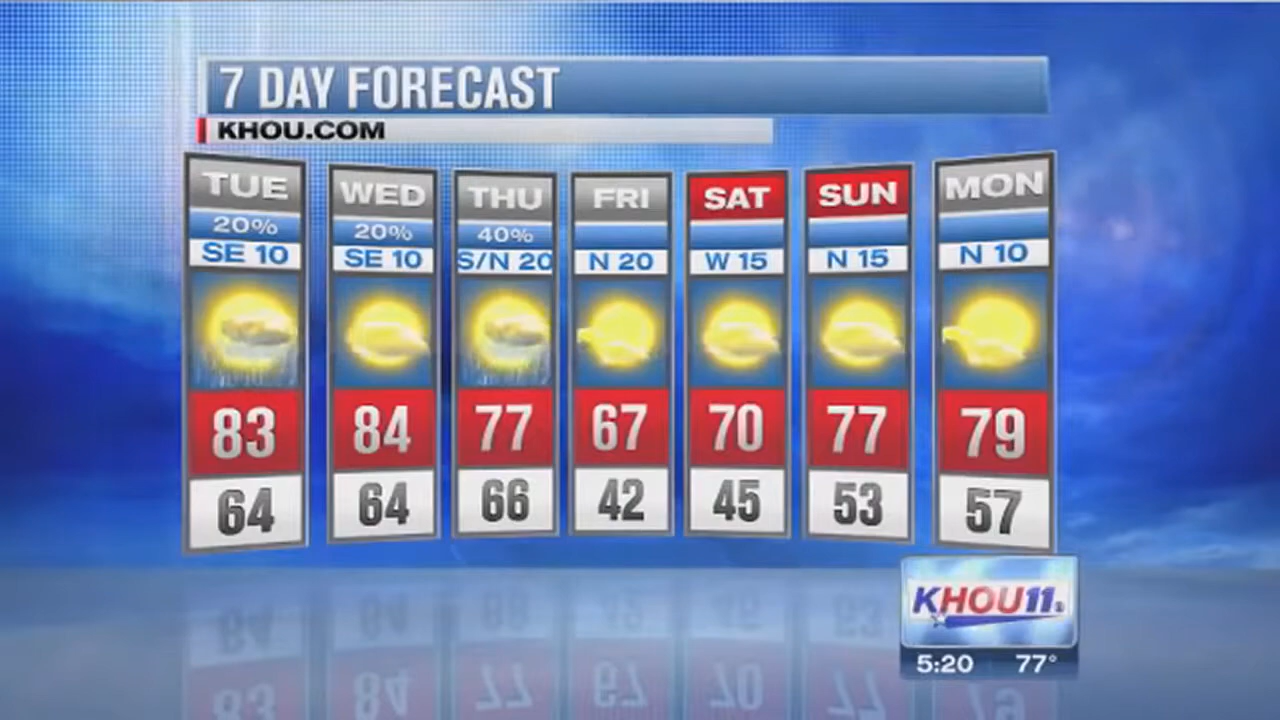 7 DAY FORECAST
KHOU.COM
TUE WED THU FRI SAT SUN MON
20% 20% 40%
SE 10 SE 10 S/N 20 N 20 W 15 N 15 N 10
83 84 77 67 70 77 79
64 64 66 42 45 53 57
KHOU11
5:20 77°